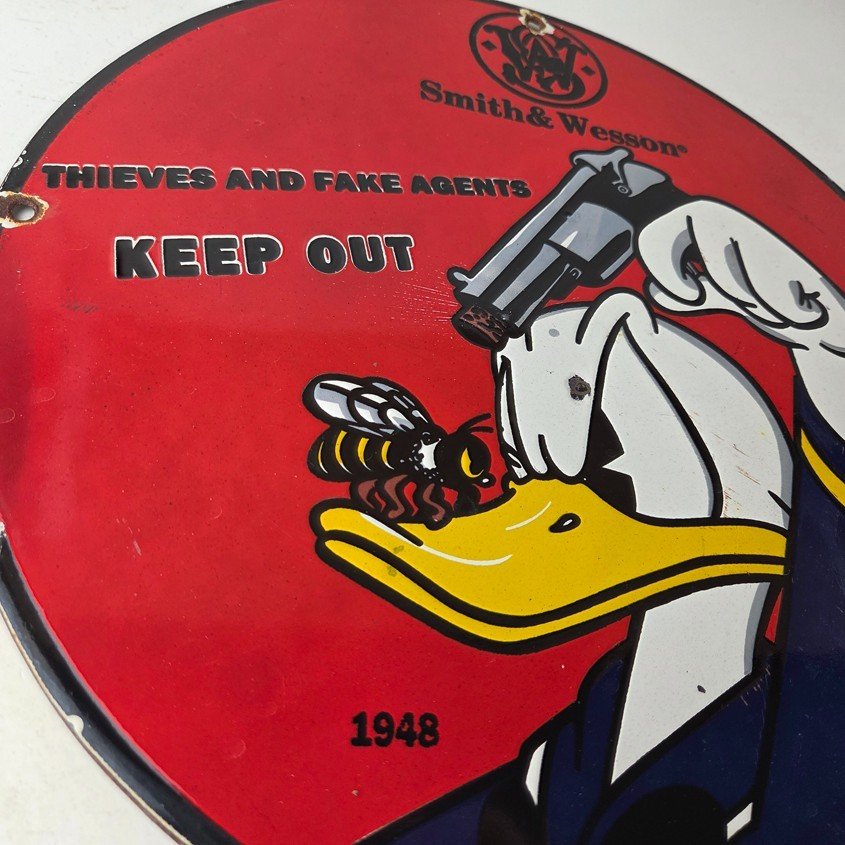 Smith & Wesson®
THIEVES AND FAKE AGENTS
KEEP OUT
1948